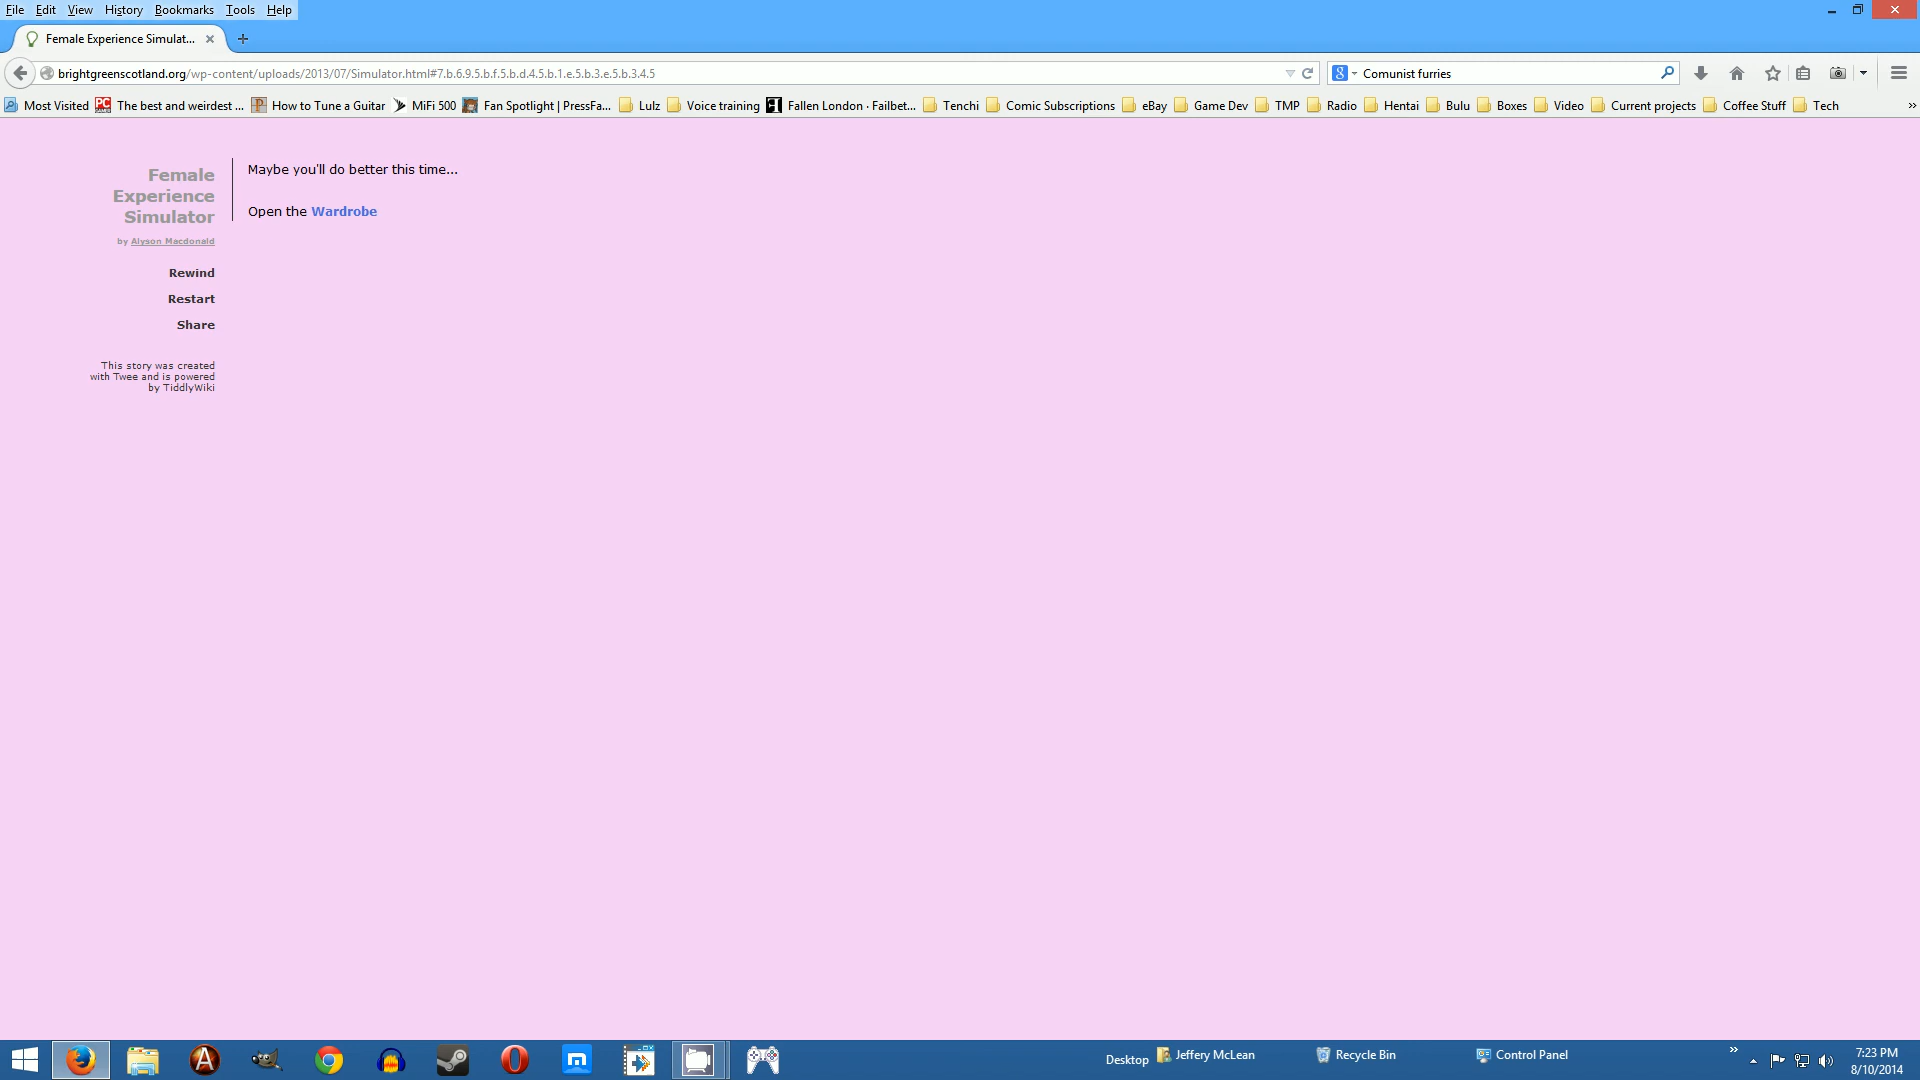 File Edit View History Bookmarks Tools Help
Female Experience Simulat...
brightgreenscotland.org/wp-content/uploads/2013/07/Simulator.html#7.b.6.9.5.b.f.5.b.d.4.5.b.1.e.5.b.3.e.5.b.3.4.5
Comunist furries
Most Visited The best and weirdest ... How to Tune a Guitar MiFi 500 Fan Spotlight | PressFa... Lulz Voice training Fallen London · Failbet... Tenchi Comic Subscriptions eBay Game Dev TMP Radio Hentai Bulu Boxes Video Current projects Coffee Stuff Tech
Female
Experience
Simulator
by Alyson Macdonald
Rewind
Restart
Share
This story was created
with Twee and is powered
by TiddlyWiki
Maybe you'll do better this time...
Open the Wardrobe
Desktop Jeffery McLean Recycle Bin Control Panel
7:23 PM
8/10/2014